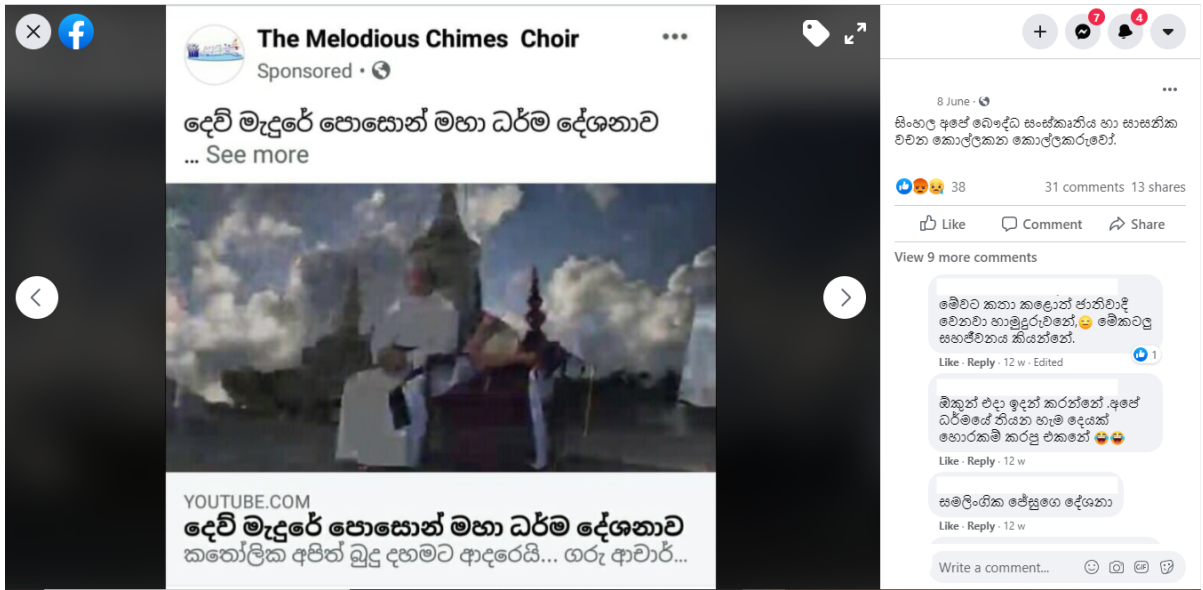 The Melodious Chimes Choir
Sponsored ·
දෙව් මැදුරේ පොසොන් මහා ධර්ම දේශනාව
... See more
YOUTUBE.COM
දෙව් මැදුරේ පොසොන් මහා ධර්ම දේශනාව
කතෝලික අපිත් බුදු දහමට ආදරෙයි... ගරු ආචාර්...
7
4
8 June ·
සිංහල අපේ බෞද්ධ සංස්කෘතිය හා සාසනික
වචන කොල්ලකන කොල්ලකරුවෝ.
38
31 comments 13 shares
Like
Comment
Share
View 9 more comments
මේවට කතා කළොත් ජාතිවාදී
වෙනවා හාමුදුරුවනේ,😑 මේකටලු
සහජීවනය කියන්නේ.
Like · Reply · 12 w · Edited
1
ඕකුන් එදා ඉදන් කරන්නේ .අපේ
ධර්මයේ තියන හැම දෙයක්
හොරකම් කරපු එකනේ 😂😂
Like · Reply · 12 w
සමලිංගික ජේසුගෙ දේශනා
Like · Reply · 12 w
Write a comment...
GIF